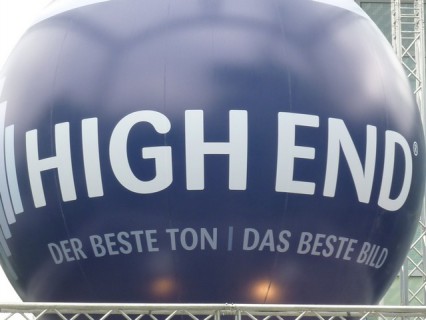 HIGH END®
DER BESTE TON | DAS BESTE BILD